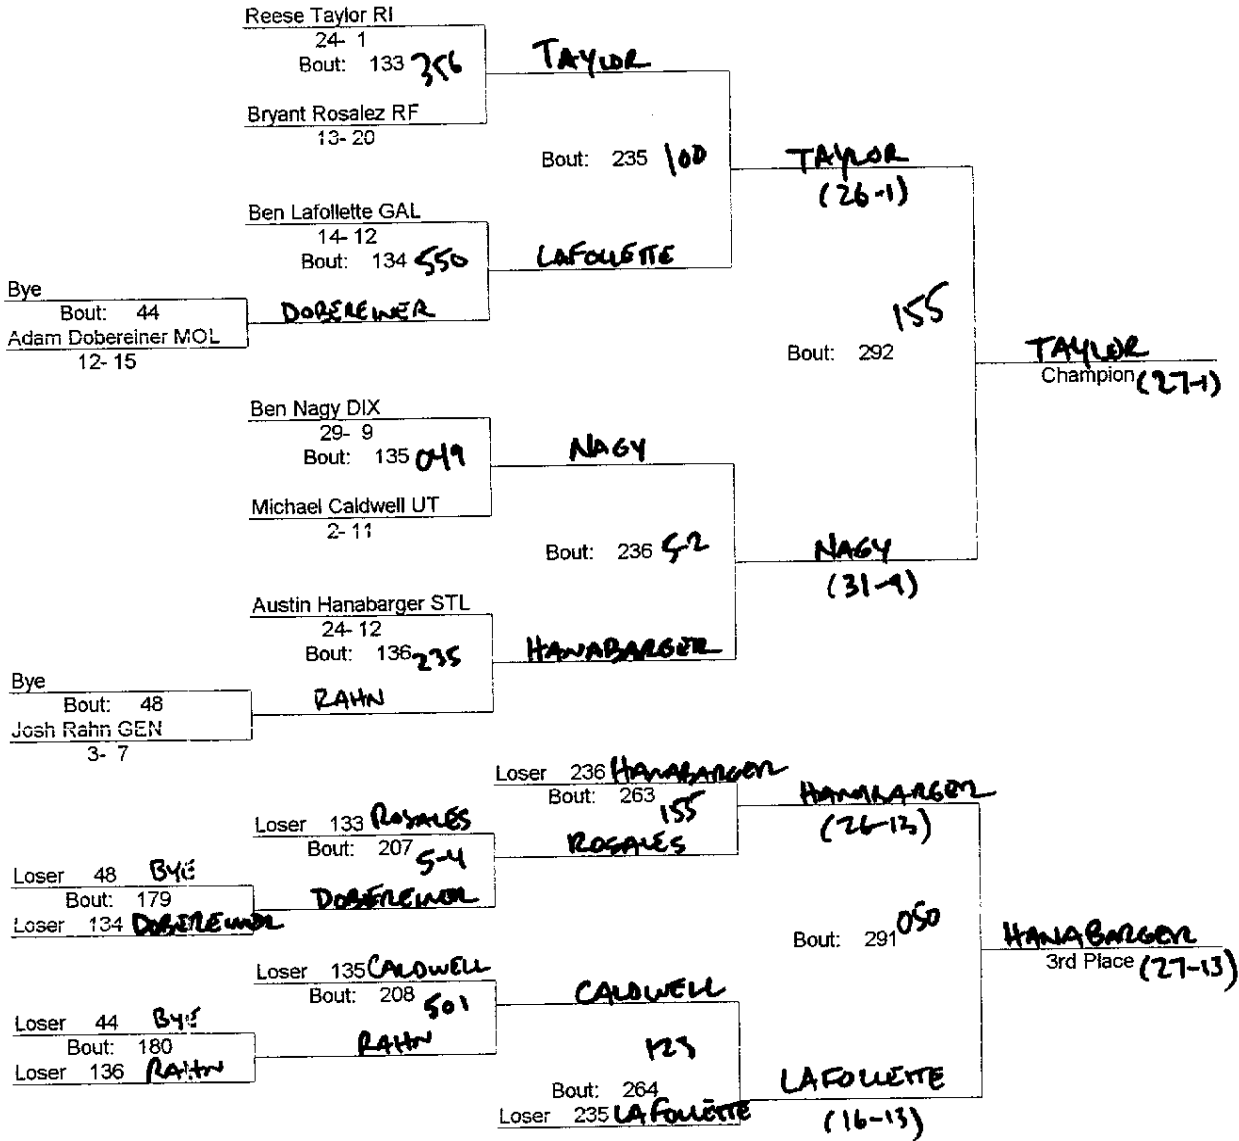 Reese Taylor RI
24- 1
Bout: 133 356
TAYLOR
Bryant Rosalez RF
13- 20
Bout: 235 100
TAYLOR
(26-1)
Ben Lafollette GAL
14- 12
Bout: 134 550
LAFOLLETTE
Bye
Bout: 44
DOBEREINER
Adam Dobereiner MOL
12- 15
155
Bout: 292
TAYLOR
Champion (27-1)
Ben Nagy DIX
29- 9
Bout: 135 049
NAGY
Michael Caldwell UT
2- 11
Bout: 236 5-2
NAGY
(31-9)
Austin Hanabarger STL
24- 12
Bout: 136 235
HANABARGER
Bye
Bout: 48
RAHN
Josh Rahn GEN
3- 7
Loser 236 HANABARGER
Bout: 263
155
HANABARGER
(26-13)
Loser 133 ROSALES
Bout: 207
5-4
ROSALES
Loser 48 BYE
Bout: 179
DOBEREINER
Loser 134 DOBEREINER
Bout: 291 050
HANABARGER
3rd Place (27-13)
Loser 135 CALDWELL
Bout: 208 501
CALDWELL
Loser 44 BYE
Bout: 180
RAHN
Loser 136 RAHN
123
Bout: 264
Loser 235 LAFOLLETTE
LAFOLLETTE
(16-13)